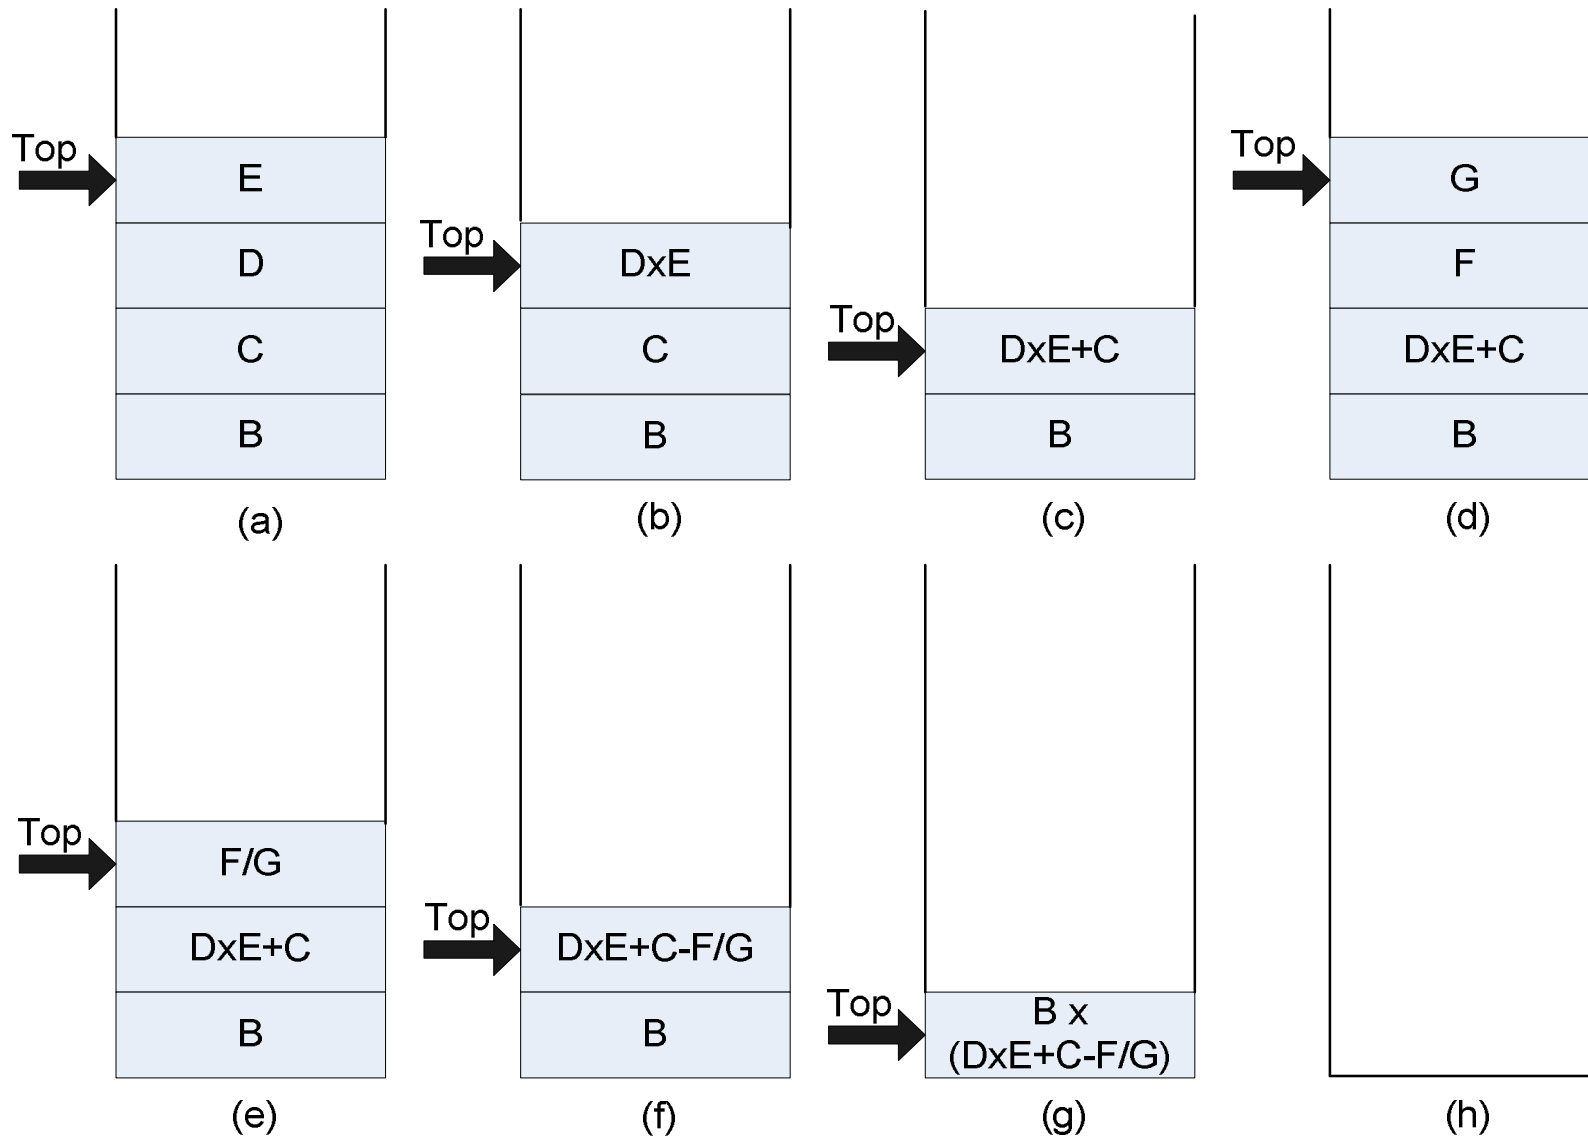 Top
E
D
C
B
(a)
Top
DxE
C
B
(b)
Top
DxE+C
B
(c)
Top
G
F
DxE+C
B
(d)
Top
F/G
DxE+C
B
(e)
Top
DxE+C-F/G
B
(f)
Top
B x
(DxE+C-F/G)
(g)
(h)